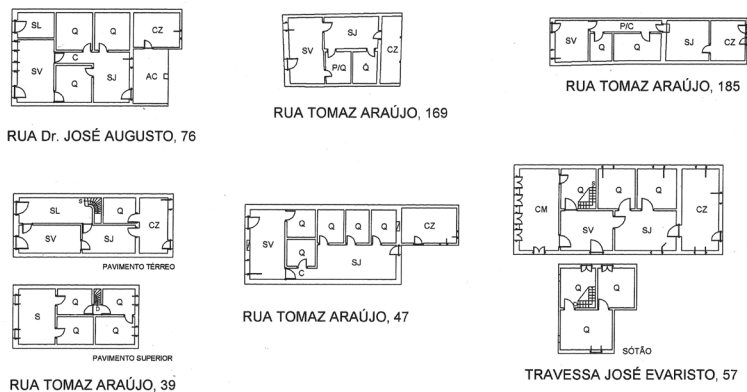 SL Q Q CZ
SV C Q SJ AC
RUA Dr. JOSÉ AUGUSTO, 76
SV SJ CZ
P/Q Q
RUA TOMAZ ARAÚJO, 169
SV P/C Q Q SJ CZ
RUA TOMAZ ARAÚJO, 185
SL S Q CZ
SV SJ
PAVIMENTO TÉRREO
S Q D Q
Q Q
PAVIMENTO SUPERIOR
RUA TOMAZ ARAÚJO, 39
SV Q Q Q Q CZ
Q C SJ
RUA TOMAZ ARAÚJO, 47
CM Q Q Q CZ
SV SJ
Q Q
Q
SÓTÃO
TRAVESSA JOSÉ EVARISTO, 57